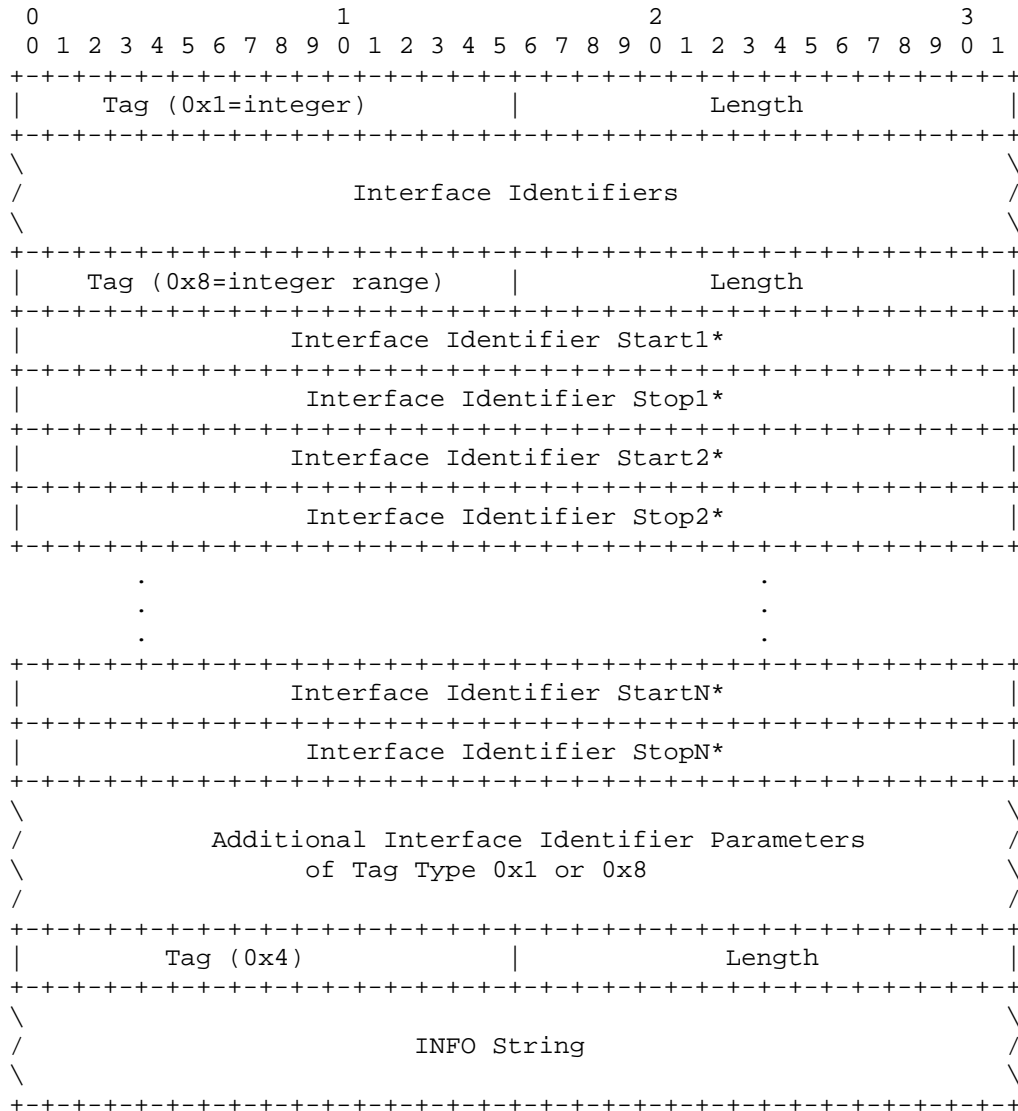 0                   1                   2                   3
0 1 2 3 4 5 6 7 8 9 0 1 2 3 4 5 6 7 8 9 0 1 2 3 4 5 6 7 8 9 0 1
+-+-+-+-+-+-+-+-+-+-+-+-+-+-+-+-+-+-+-+-+-+-+-+-+-+-+-+-+-+-+-+-+
|     Tag (0x1=integer)         |            Length             |
+-+-+-+-+-+-+-+-+-+-+-+-+-+-+-+-+-+-+-+-+-+-+-+-+-+-+-+-+-+-+-+-+
\                                                               \
/                     Interface Identifiers                     /
\                                                               \
+-+-+-+-+-+-+-+-+-+-+-+-+-+-+-+-+-+-+-+-+-+-+-+-+-+-+-+-+-+-+-+-+
|    Tag (0x8=integer range)    |            Length             |
+-+-+-+-+-+-+-+-+-+-+-+-+-+-+-+-+-+-+-+-+-+-+-+-+-+-+-+-+-+-+-+-+
|                 Interface Identifier Start1*                  |
+-+-+-+-+-+-+-+-+-+-+-+-+-+-+-+-+-+-+-+-+-+-+-+-+-+-+-+-+-+-+-+-+
|                  Interface Identifier Stop1*                  |
+-+-+-+-+-+-+-+-+-+-+-+-+-+-+-+-+-+-+-+-+-+-+-+-+-+-+-+-+-+-+-+-+
|                 Interface Identifier Start2*                  |
+-+-+-+-+-+-+-+-+-+-+-+-+-+-+-+-+-+-+-+-+-+-+-+-+-+-+-+-+-+-+-+-+
|                  Interface Identifier Stop2*                  |
+-+-+-+-+-+-+-+-+-+-+-+-+-+-+-+-+-+-+-+-+-+-+-+-+-+-+-+-+-+-+-+-+
.                                       .
.                                       .
.                                       .
+-+-+-+-+-+-+-+-+-+-+-+-+-+-+-+-+-+-+-+-+-+-+-+-+-+-+-+-+-+-+-+-+
|                 Interface Identifier StartN*                  |
+-+-+-+-+-+-+-+-+-+-+-+-+-+-+-+-+-+-+-+-+-+-+-+-+-+-+-+-+-+-+-+-+
|                  Interface Identifier StopN*                  |
+-+-+-+-+-+-+-+-+-+-+-+-+-+-+-+-+-+-+-+-+-+-+-+-+-+-+-+-+-+-+-+-+
\                                                               \
/            Additional Interface Identifier Parameters         /
\                  of Tag Type 0x1 or 0x8                       \
/                                                               /
+-+-+-+-+-+-+-+-+-+-+-+-+-+-+-+-+-+-+-+-+-+-+-+-+-+-+-+-+-+-+-+-+
|         Tag (0x4)             |             Length            |
+-+-+-+-+-+-+-+-+-+-+-+-+-+-+-+-+-+-+-+-+-+-+-+-+-+-+-+-+-+-+-+-+
\                                                               \
/                         INFO String                           /
\                                                               \
+-+-+-+-+-+-+-+-+-+-+-+-+-+-+-+-+-+-+-+-+-+-+-+-+-+-+-+-+-+-+-+-+